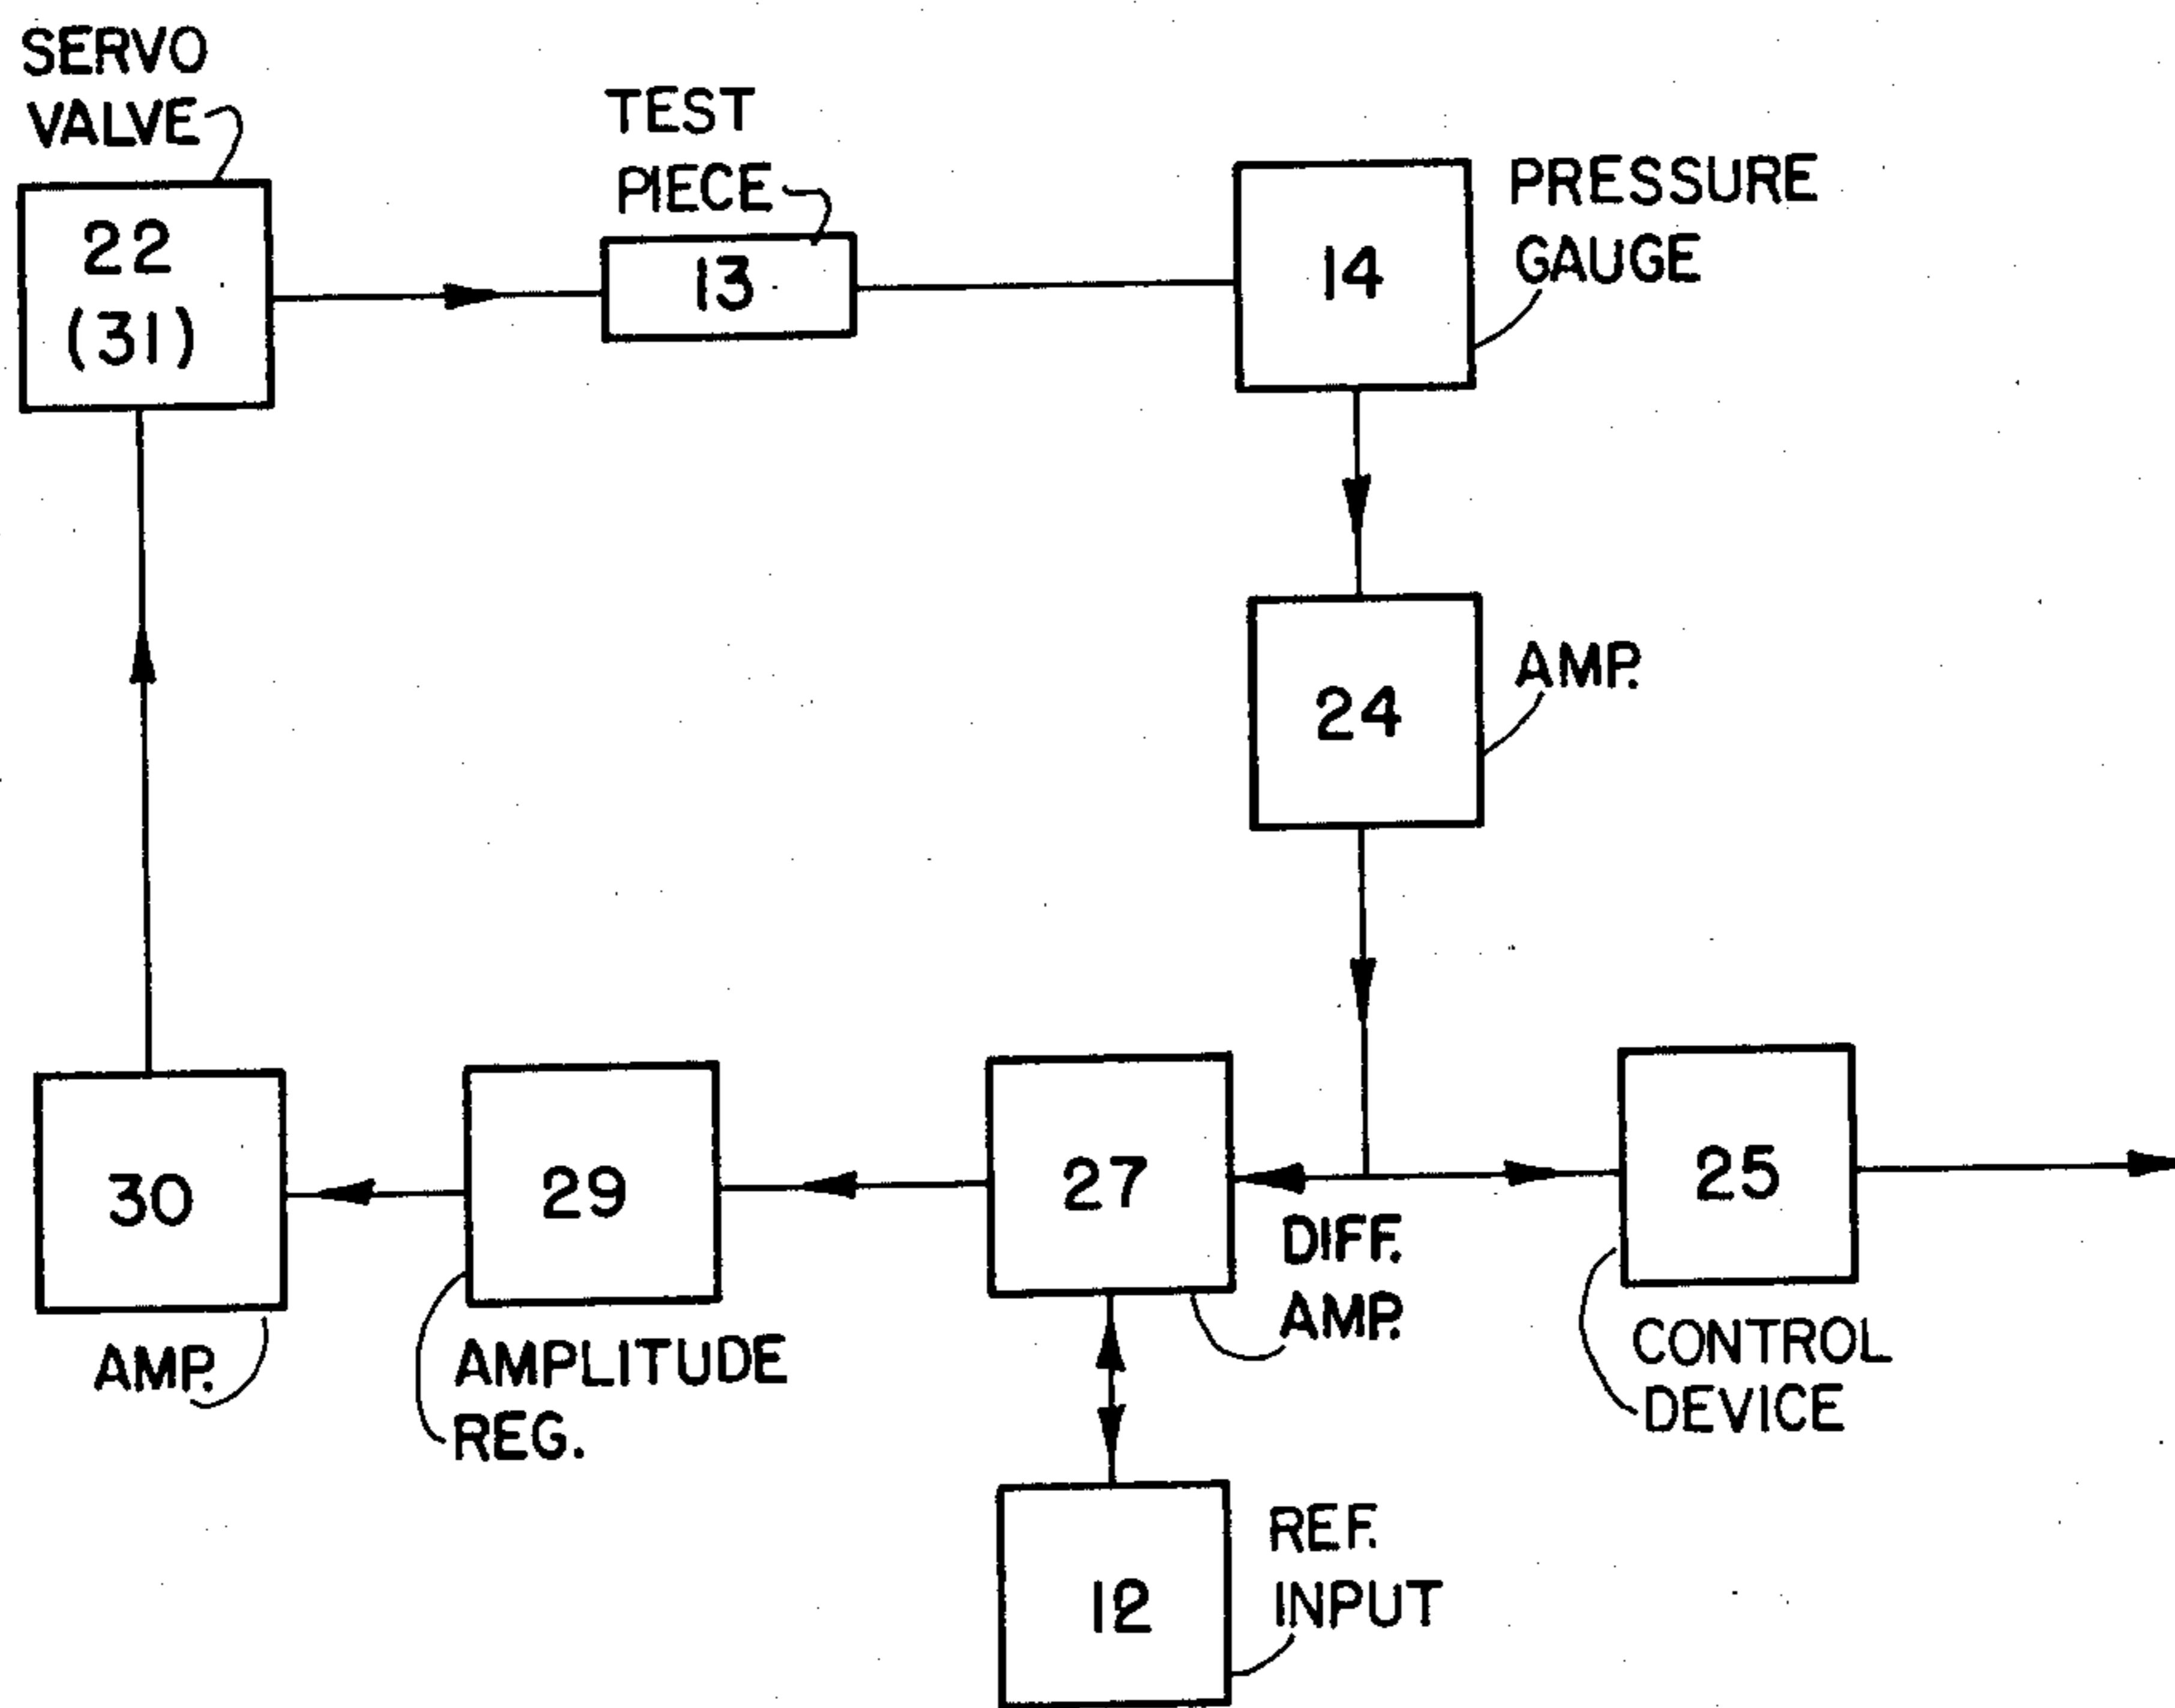 SERVO
VALVE
22
(31)
TEST
PIECE
13
14
PRESSURE
GAUGE
24
AMP.
30
AMP.
29
AMPLITUDE
REG.
27
DIFF.
AMP.
25
CONTROL
DEVICE
12
REF.
INPUT